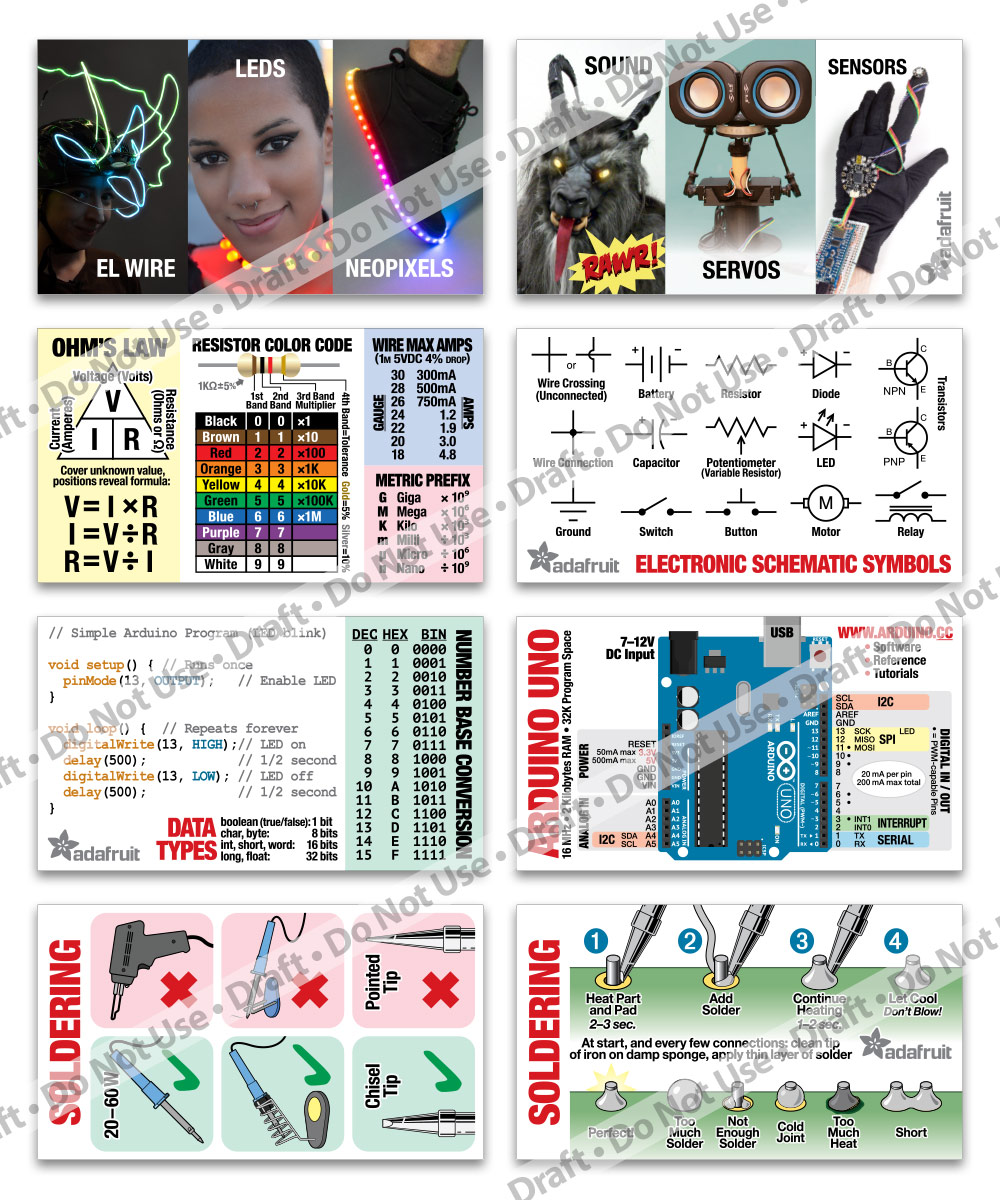 Draft • Do Not Use • Draft • Do Not Use
LEDS
EL WIRE
NEOPIXELS
SOUND
SENSORS
RAWR!
SERVOS
adafruit
OHM'S LAW
Voltage (Volts)
Current (Amperes)
Resistance (Ohms or Ω)
V
I R
Cover unknown value,
positions reveal formula:
V=I×R
I=V÷R
R=V÷I
RESISTOR COLOR CODE
1KΩ±5%
1st Band
2nd Band
3rd Band Multiplier
4th Band=Tolerance Gold=5% Silver=10%
Black 0 0 ×1
Brown 1 1 ×10
Red 2 2 ×100
Orange 3 3 ×1K
Yellow 4 4 ×10K
Green 5 5 ×100K
Blue 6 6 ×1M
Purple 7 7
Gray 8 8
White 9 9
WIRE MAX AMPS
(1M 5VDC 4% DROP)
GAUGE
AMPS
30 300mA
28 500mA
26 750mA
24 1.2
22 1.9
20 3.0
18 4.8
METRIC PREFIX
G Giga ×10⁹
M Mega ×10⁶
K Kilo ×10³
m Milli ÷10³
Micro ÷10⁶
n Nano ÷10⁹
or
Wire Crossing
(Unconnected)
+ -
Battery
Resistor
+ -
Diode
B C E
NPN
Transistors
Wire Connection
Capacitor
Potentiometer
(Variable Resistor)
+ -
LED
B C E
PNP
Ground
Switch
Button
M
Motor
Relay
adafruit
ELECTRONIC SCHEMATIC SYMBOLS
// Simple Arduino Program (LED blink)
void setup() { // Runs once
pinMode(13, OUTPUT); // Enable LED
}
void loop() { // Repeats forever
digitalWrite(13, HIGH);// LED on
delay(500); // 1/2 second
digitalWrite(13, LOW); // LED off
delay(500); // 1/2 second
}
adafruit
DATA
TYPES
boolean (true/false): 1 bit
char, byte: 8 bits
int, short, word: 16 bits
long, float: 32 bits
DEC HEX BIN
0 0 0000
1 1 0001
2 2 0010
3 3 0011
4 4 0100
5 5 0101
6 6 0110
7 7 0111
8 8 1000
9 9 1001
10 A 1010
11 B 1011
12 C 1100
13 D 1101
14 E 1110
15 F 1111
NUMBER BASE CONVERSION
ARDUINO UNO
16 MHz • 2 Kilobytes RAM • 32K Program Space
7–12V
DC Input
USB
RESET
WWW.ARDUINO.CC
• Software
• Reference
• Tutorials
POWER
RESET
50mA max 3.3V
500mA max 5V
GND
GND
VIN
ANALOG IN
A0
A1
A2
A3
I2C
SDA A4
SCL A5
ARDUINO
UNO
SCL
SDA
I2C
AREF
GND
13 SCK LED
12 MISO SPI
11 • MOSI
10 •
9 •
8
20 mA per pin
200 mA max total
7
6 •
5 •
4
3 • INT1 INTERRUPT
2 INT0
1 TX SERIAL
0 RX
DIGITAL IN / OUT
• = PWM-capable Pins
SOLDERING
Pointed Tip
20–60 W
Chisel Tip
SOLDERING
1 2 3 4
Heat Part
and Pad
2–3 sec.
Add
Solder
Continue
Heating
1–2 sec.
Let Cool
Don't Blow!
At start, and every few connections: clean tip
of iron on damp sponge, apply thin layer of solder
adafruit
Perfect!
Too
Much
Solder
Not
Enough
Solder
Cold
Joint
Too
Much
Heat
Short